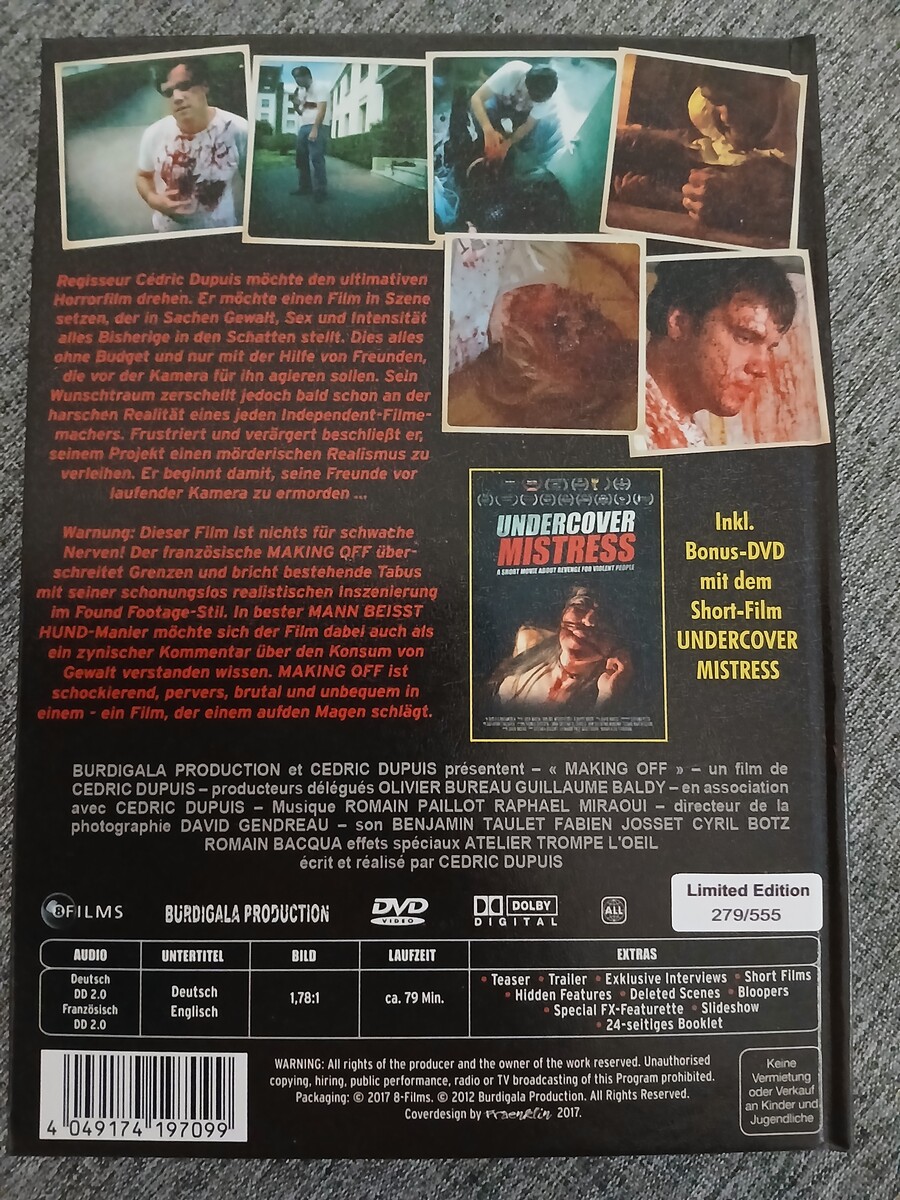 Regisseur Cédric Dupuis möchte den ultimativen
Horrorfilm drehen. Er möchte einen Film in Szene
setzen, der in Sachen Gewalt, Sex und Intensität
alles Bisherige in den Schatten stellt. Dies alles
ohne Budget und nur mit der Hilfe von Freunden,
die vor der Kamera für ihn agieren sollen. Sein
Wunschtraum zerschellt jedoch bald schon an der
harschen Realität eines jeden Independent-Filme-
machers. Frustriert und verärgert beschließt er,
seinem Projekt einen mörderischen Realismus zu
verleihen. Er beginnt damit, seine Freunde vor
laufender Kamera zu ermorden ...
Warnung: Dieser Film ist nichts für schwache
Nerven! Der französische MAKING OFF über-
schreitet Grenzen und bricht bestehende Tabus
mit seiner schonungslos realistischen Inszenierung
im Found Footage-Stil. In bester MANN BEISST
HUND-Manier möchte sich der Film dabei auch als
ein zynischer Kommentar über den Konsum von
Gewalt verstanden wissen. MAKING OFF ist
schockierend, pervers, brutal und unbequem in
einem - ein Film, der einem aufden Magen schlägt.
UNDERCOVER
MISTRESS
A SHORT MOVIE ABOUT REVENGE FOR VIOLENT PEOPLE
Inkl.
Bonus-DVD
mit dem
Short-Film
UNDERCOVER
MISTRESS
BURDIGALA PRODUCTION et CEDRIC DUPUIS présentent – « MAKING OFF » – un film de
CEDRIC DUPUIS – producteurs délégués OLIVIER BUREAU GUILLAUME BALDY – en association
avec CEDRIC DUPUIS - Musique ROMAIN PAILLOT RAPHAEL MIRAOUI – directeur de la
photographie DAVID GENDREAU – son BENJAMIN TAULET FABIEN JOSSET CYRIL BOTZ
ROMAIN BACQUA effets spéciaux ATELIER TROMPE L'OEIL
écrit et réalisé par CEDRIC DUPUIS
8FILMS BURDIGALA PRODUCTION DVD VIDEO DOLBY DIGITAL ALL
Limited Edition
279/555
AUDIO UNTERTITEL BILD LAUFZEIT EXTRAS
Deutsch
DD 2.0
Französisch
DD 2.0
Deutsch
Englisch
1,78:1
ca. 79 Min.
• Teaser • Trailer • Exklusive Interviews • Short Films
• Hidden Features • Deleted Scenes • Bloopers
• Special FX-Featurette • Slideshow
• 24-seitiges Booklet
4 049174 197099
WARNING: All rights of the producer and the owner of the work reserved. Unauthorised
copying, hiring, public performance, radio or TV broadcasting of this Program prohibited.
Packaging: © 2017 8-Films. © 2012 Burdigala Production. All Rights Reserved.
Coverdesign by Fraenklin 2017.
Keine
Vermietung
oder Verkauf
an Kinder und
Jugendliche